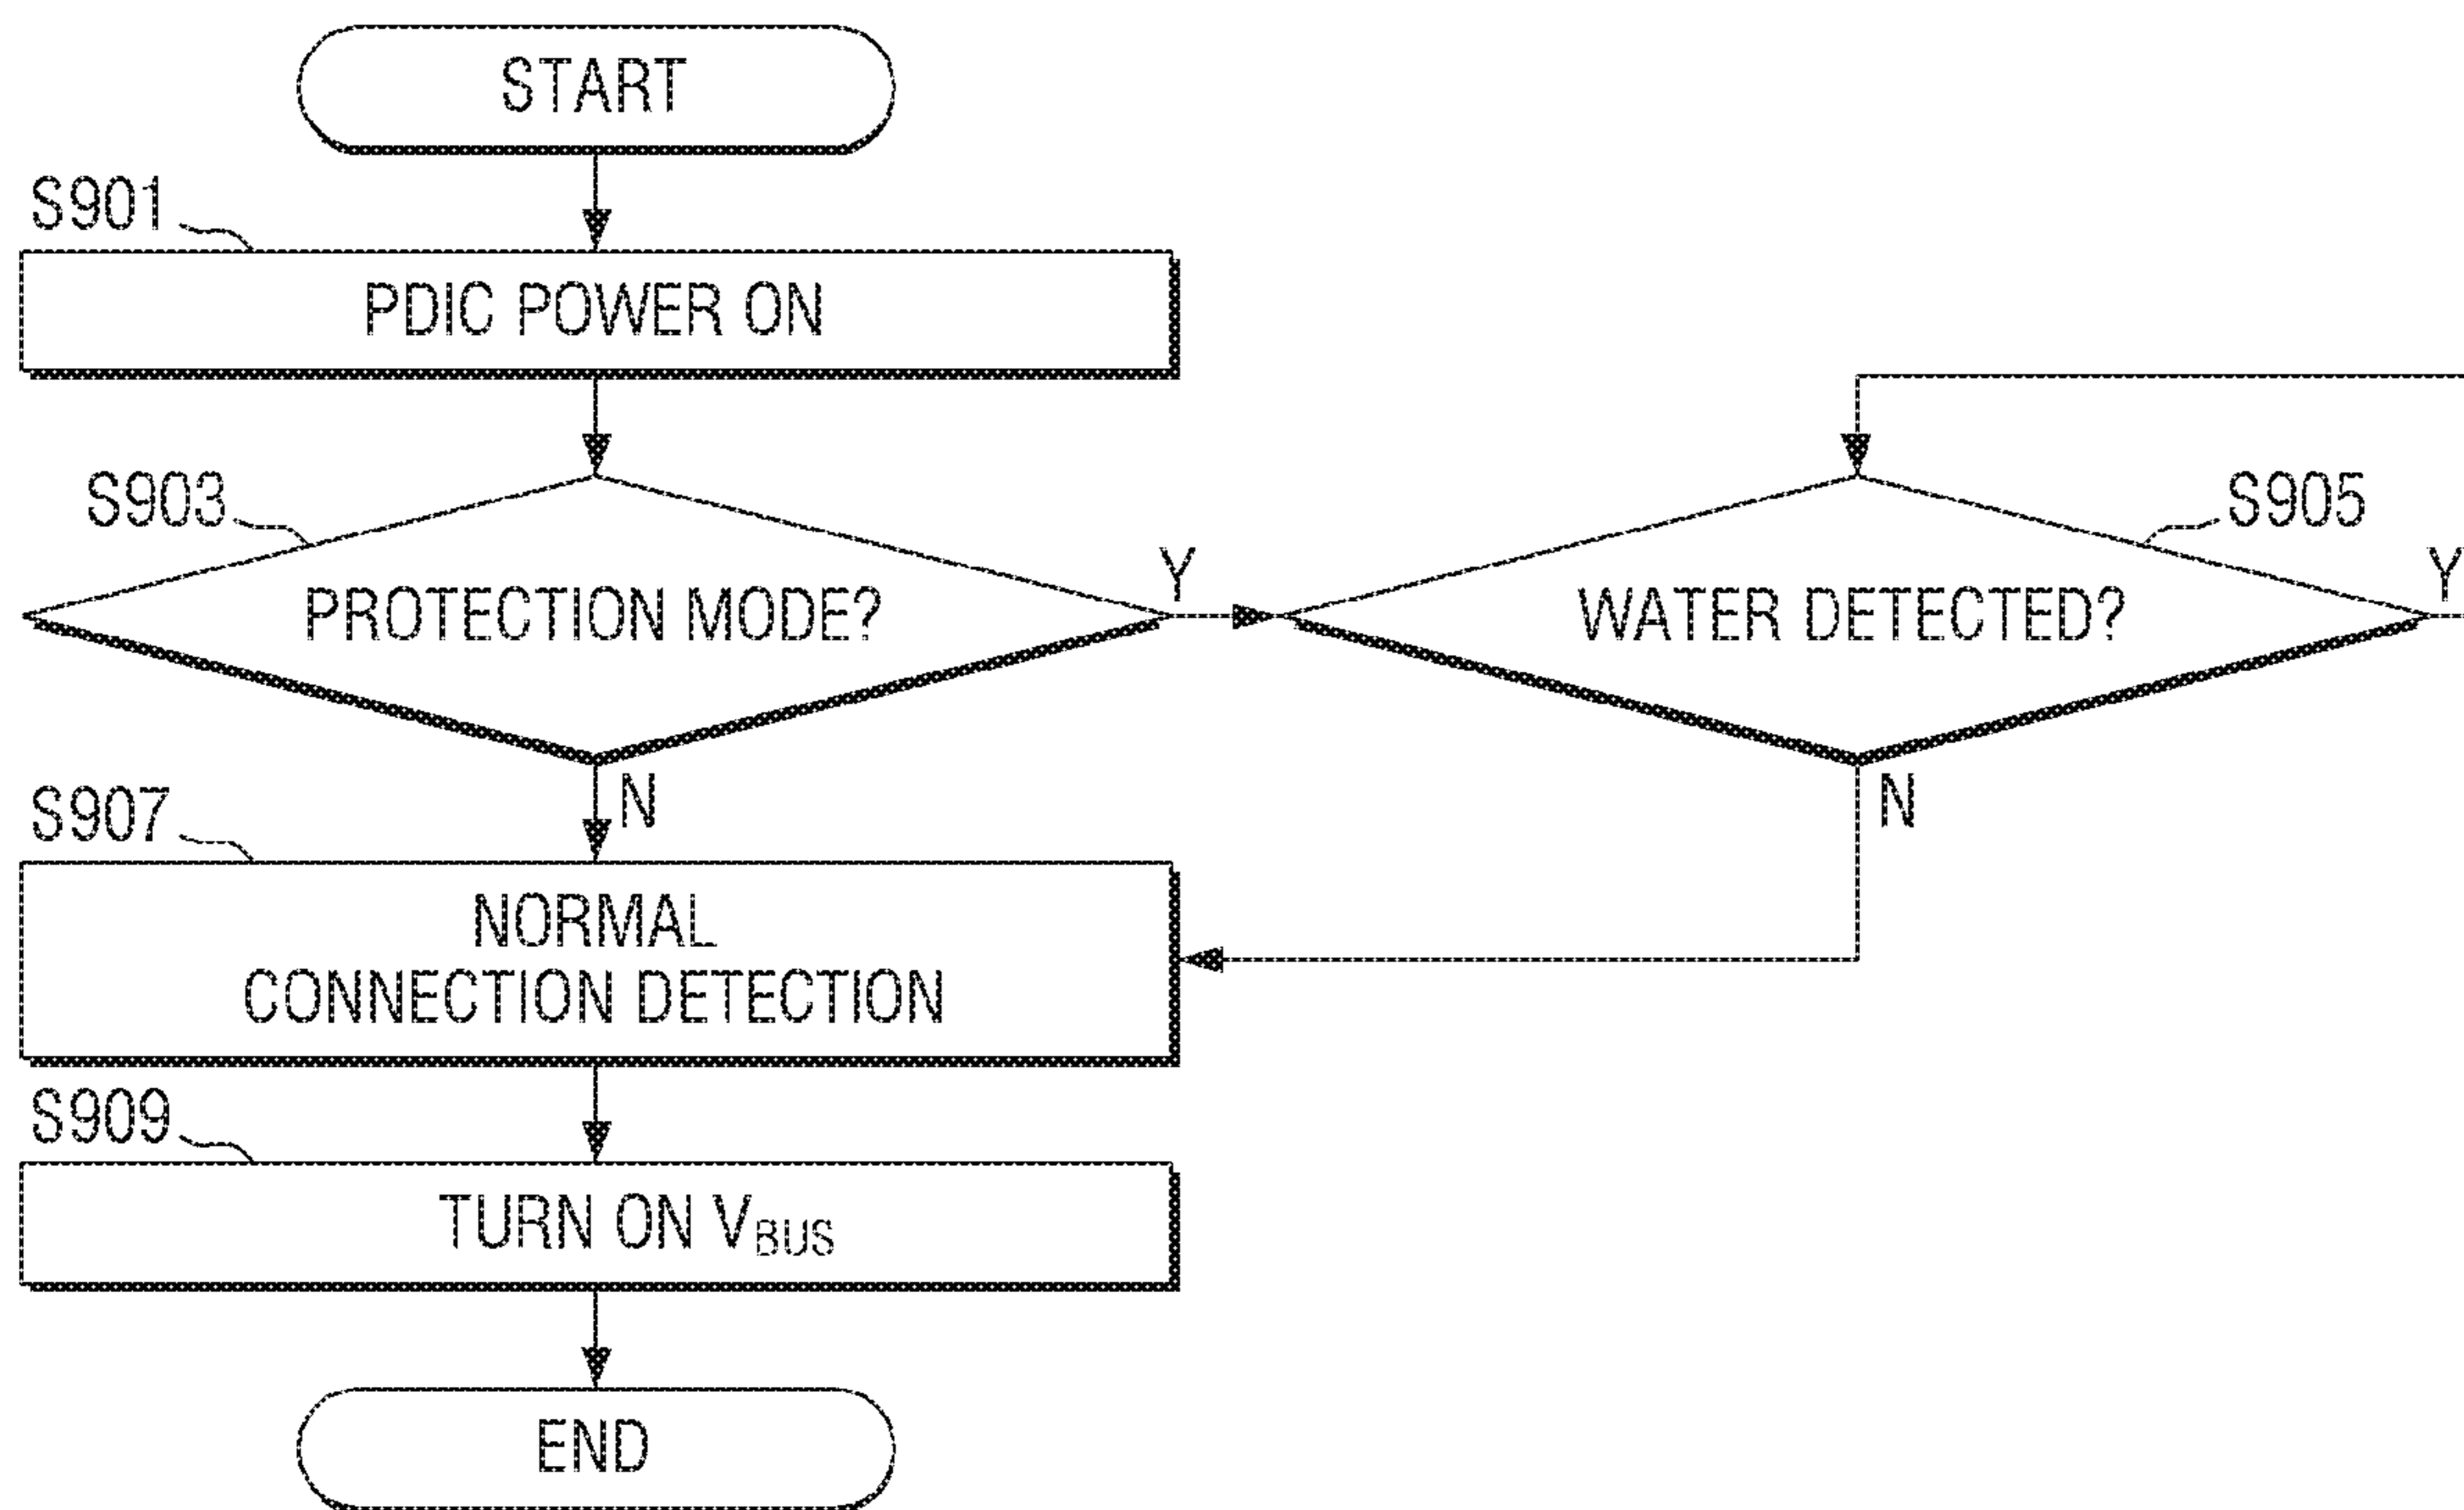 START
S901
PDIC POWER ON
S903
PROTECTION MODE?
Y
S905
WATER DETECTED?
Y
N
N
S907
NORMAL
CONNECTION DETECTION
S909
TURN ON VBUS
END